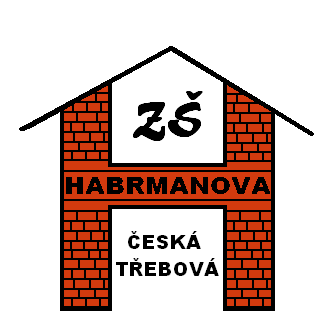 ZŠ
HABRMANOVA
ČESKÁ
TŘEBOVÁ